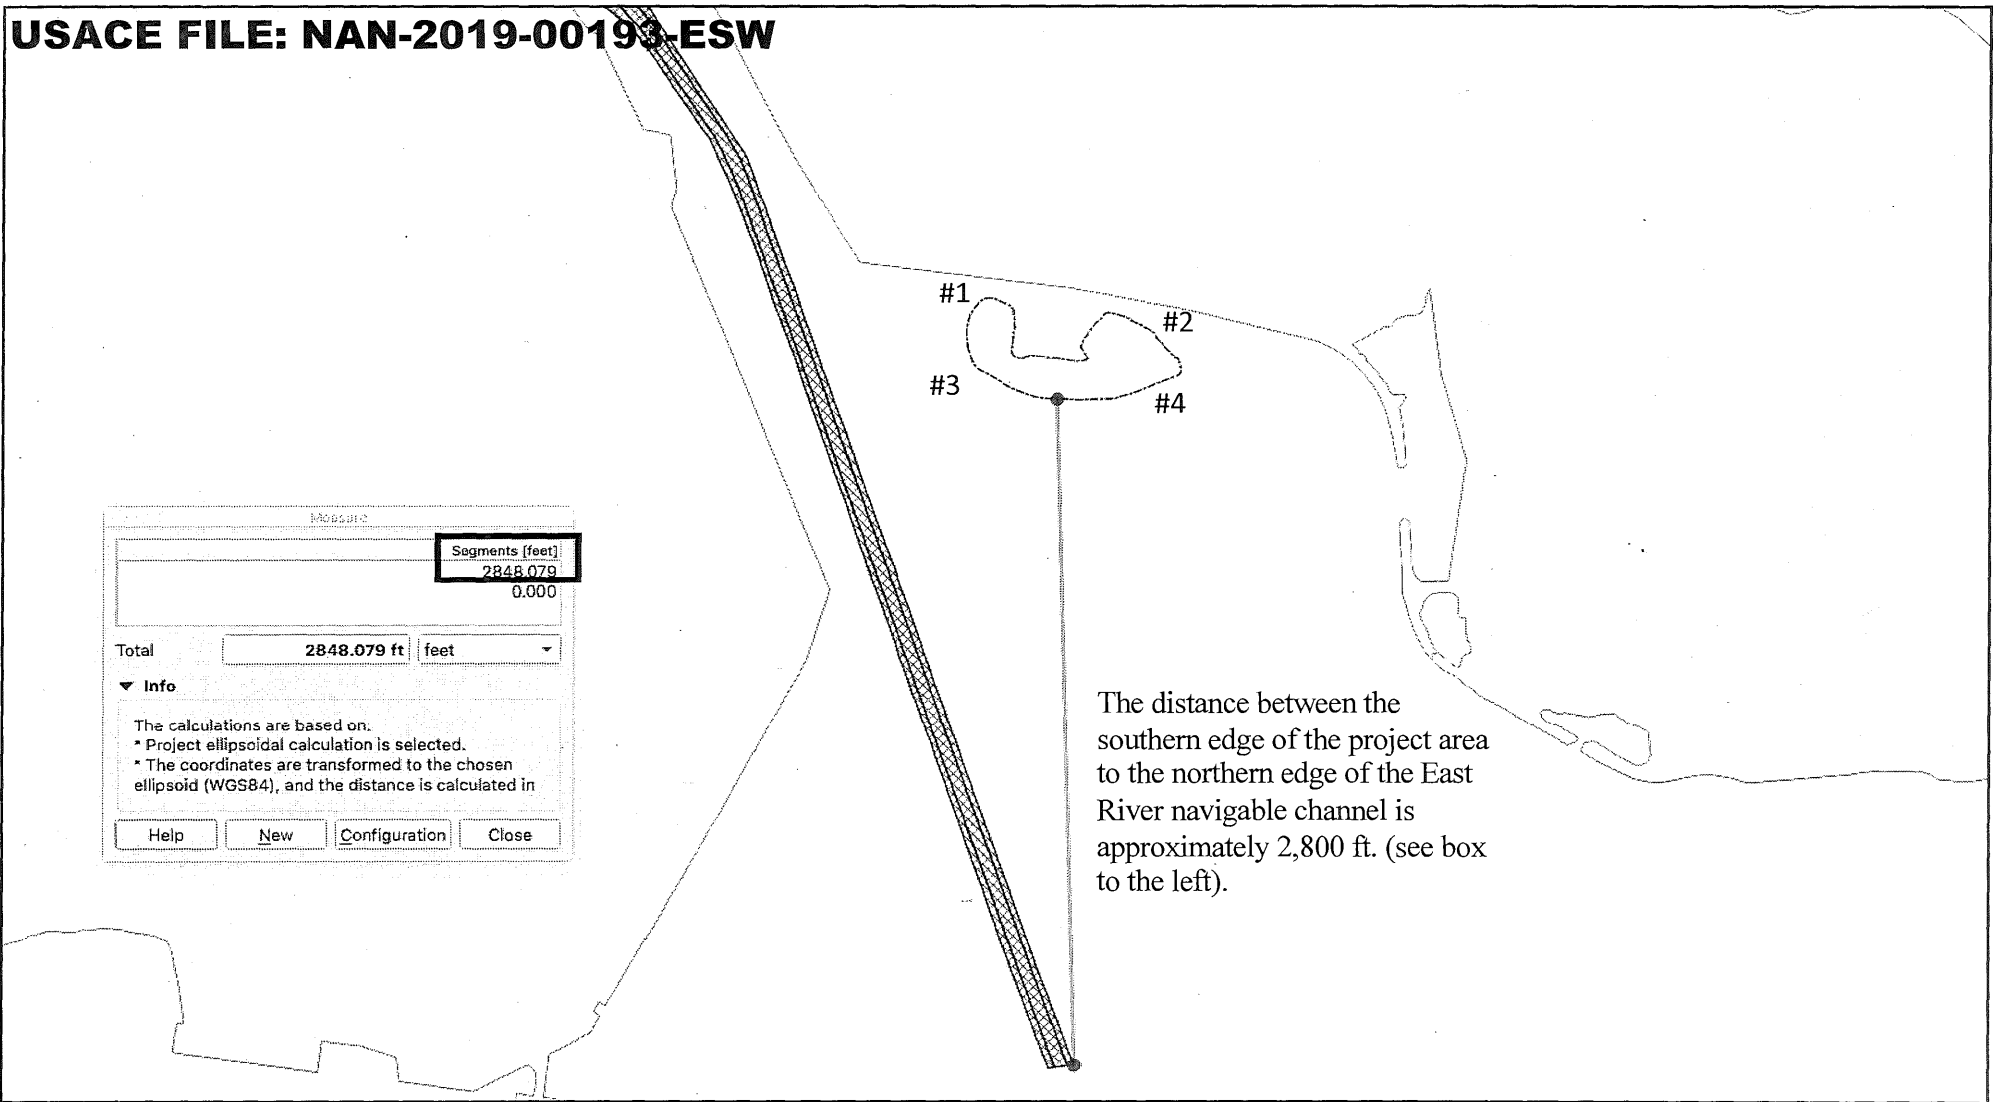 USACE FILE: NAN-2019-00193-ESW
#1
#2
#3
#4
Measure
Segments [feet]
2848.079
0.000
Total 2848.079 ft feet
Info
The calculations are based on:
* Project ellipsoidal calculation is selected.
* The coordinates are transformed to the chosen
ellipsoid (WGS84), and the distance is calculated in
Help New Configuration Close
The distance between the
southern edge of the project area
to the northern edge of the East
River navigable channel is
approximately 2,800 ft. (see box
to the left).